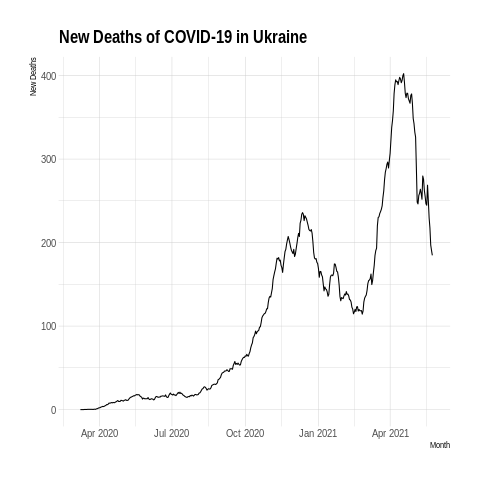 New Deaths of COVID-19 in Ukraine
New Deaths
400
300
200
100
0
Apr 2020 Jul 2020 Oct 2020 Jan 2021 Apr 2021
Month